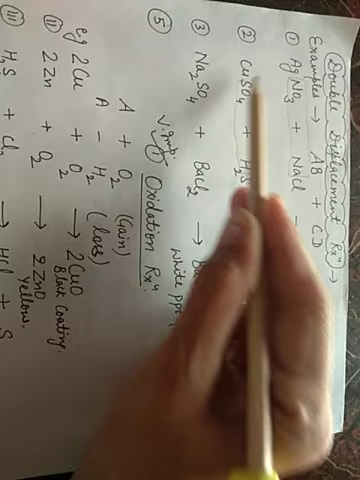 Double Displacement Rxⁿ →
Examples → AB + CD
① AgNO₃ + NaCl
② CuSO₄ + H₂S
③ Na₂SO₄ + BaCl₂ → Ba
White ppt
⑤ V.Imp. Oxidation Rxⁿ.
A + O₂ (Gain)
A - H₂ (loss)
e.g 2Cu + O₂ → 2CuO
Black Coating.
ⓘⓘ 2Zn + O₂ → 2ZnO
Yellow.
ⓘⓘⓘ H₂S + Cl₂ → HCl + S